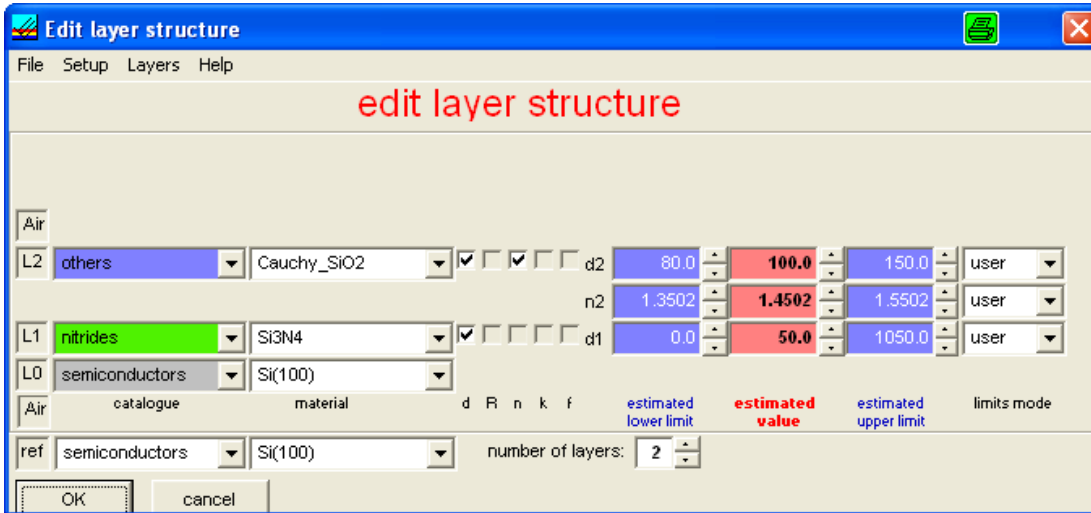 Edit layer structure
File Setup Layers Help
edit layer structure
Air
L2 others Cauchy_SiO2 d2 80.0 100.0 150.0 user
n2 1.3502 1.4502 1.5502 user
L1 nitrides Si3N4 d1 0.0 50.0 1050.0 user
L0 semiconductors Si(100)
Air catalogue material d R n k f estimated lower limit estimated value estimated upper limit limits mode
ref semiconductors Si(100) number of layers: 2
OK cancel